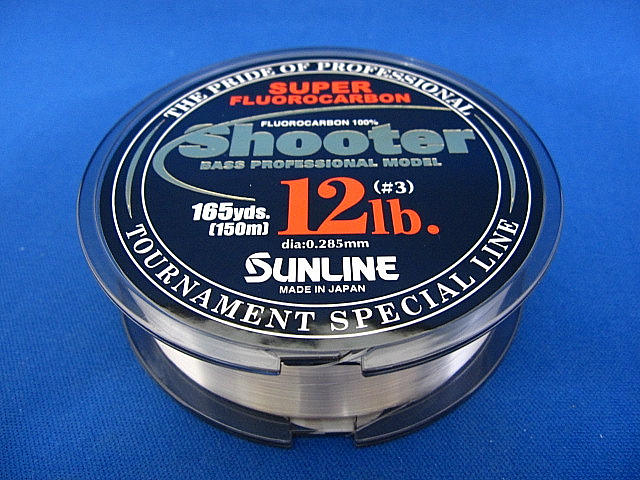 THE PRIDE OF PROFESSIONAL
SUPER
FLUOROCARBON
FLUOROCARBON 100%
Shooter
BASS PROFESSIONAL MODEL
165yds.
(150m)
12lb.
(#3)
dia:0.285mm
SUNLINE
MADE IN JAPAN
TOURNAMENT SPECIAL LINE